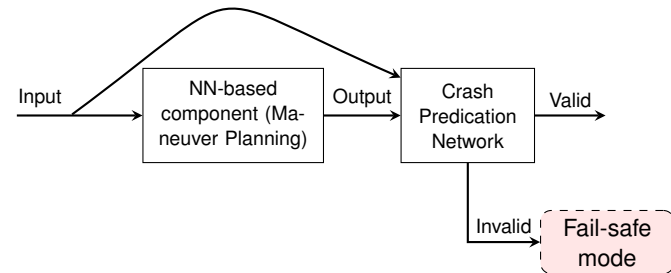 Input
NN-based
component (Ma-
neuver Planning)
Output
Crash
Predication
Network
Valid
Invalid
Fail-safe
mode